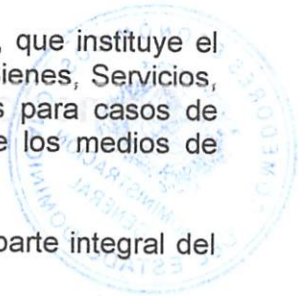 , que instituye el
ienes, Servicios,
s para casos de
e los medios de
parte integral del